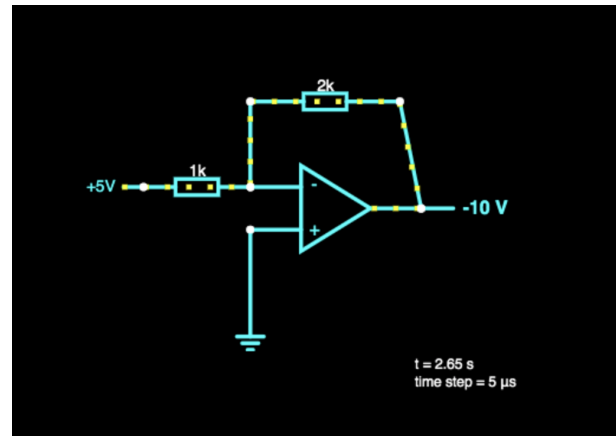 2k
1k
+5V
-
+
-10 V
t = 2.65 s
time step = 5 μs